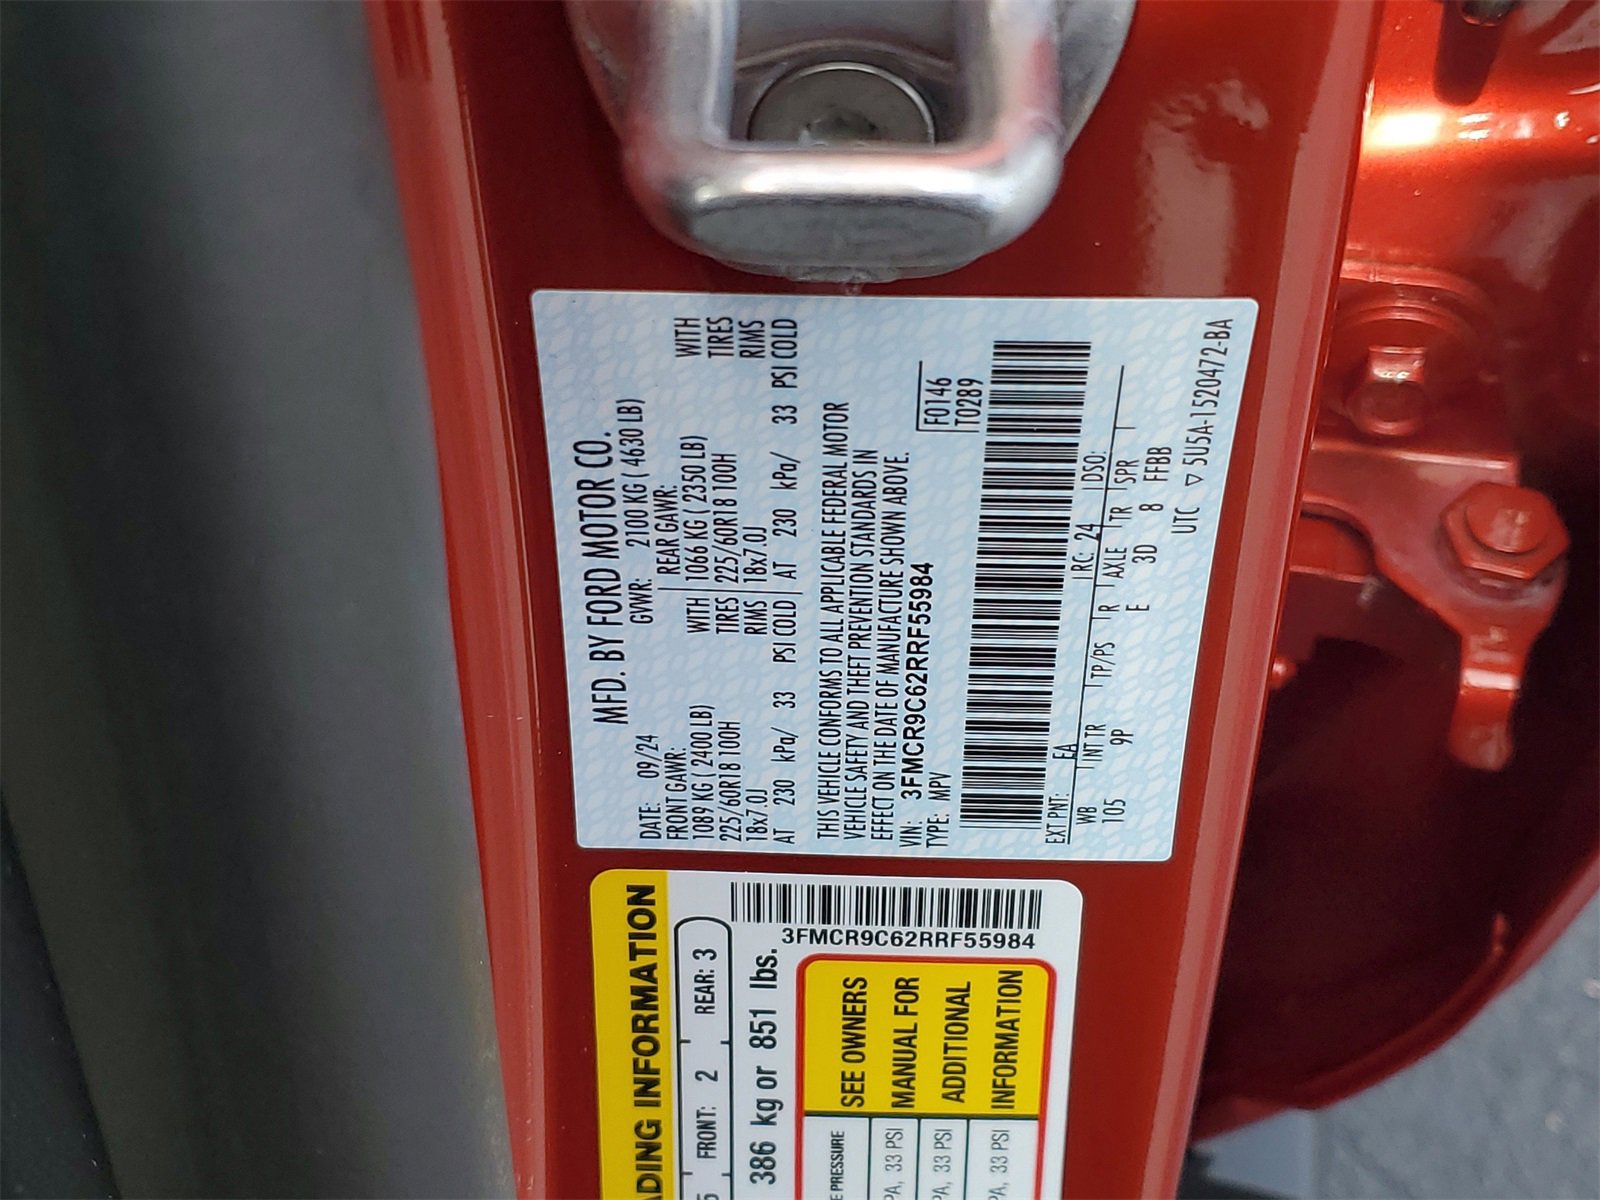 MFD. BY FORD MOTOR CO.
DATE: 09/24 GVWR: 2100 KG ( 4630 LB)
FRONT GAWR: REAR GAWR:
1089 KG ( 2400 LB) WITH 1066 KG ( 2350 LB) WITH
225/60R18 100H TIRES 225/60R18 100H TIRES
18x7.0J RIMS 18x7.0J RIMS
AT 230 kPa/ 33 PSI COLD AT 230 kPa/ 33 PSI COLD
THIS VEHICLE CONFORMS TO ALL APPLICABLE FEDERAL MOTOR
VEHICLE SAFETY AND THEFT PREVENTION STANDARDS IN
EFFECT ON THE DATE OF MANUFACTURE SHOWN ABOVE.
VIN: 3FMCR9C62RRF55984 F0146
TYPE: MPV T0289
EXT PNT: EA RC: 24 DSO:
WB INT TR TP/PS R AXLE TR SPR
105 9P E 3D 8 FFBB
UTC ▽ 5U5A-1520472-BA
ADING INFORMATION
FRONT: 2 REAR: 3
386 kg or 851 lbs.
3FMCR9C62RRF55984
SEE OWNERS
MANUAL FOR
ADDITIONAL
INFORMATION
E PRESSURE
PA, 33 PSI
PA, 33 PSI
PA, 33 PSI